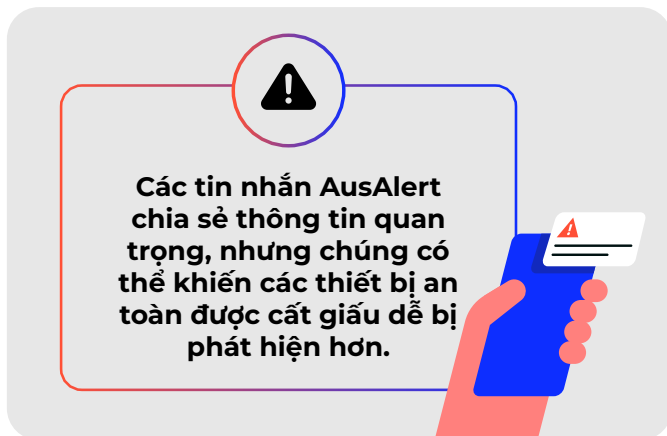 Các tin nhắn AusAlert
chia sẻ thông tin quan
trọng, nhưng chúng có
thể khiến các thiết bị an
toàn được cất giấu dễ bị
phát hiện hơn.